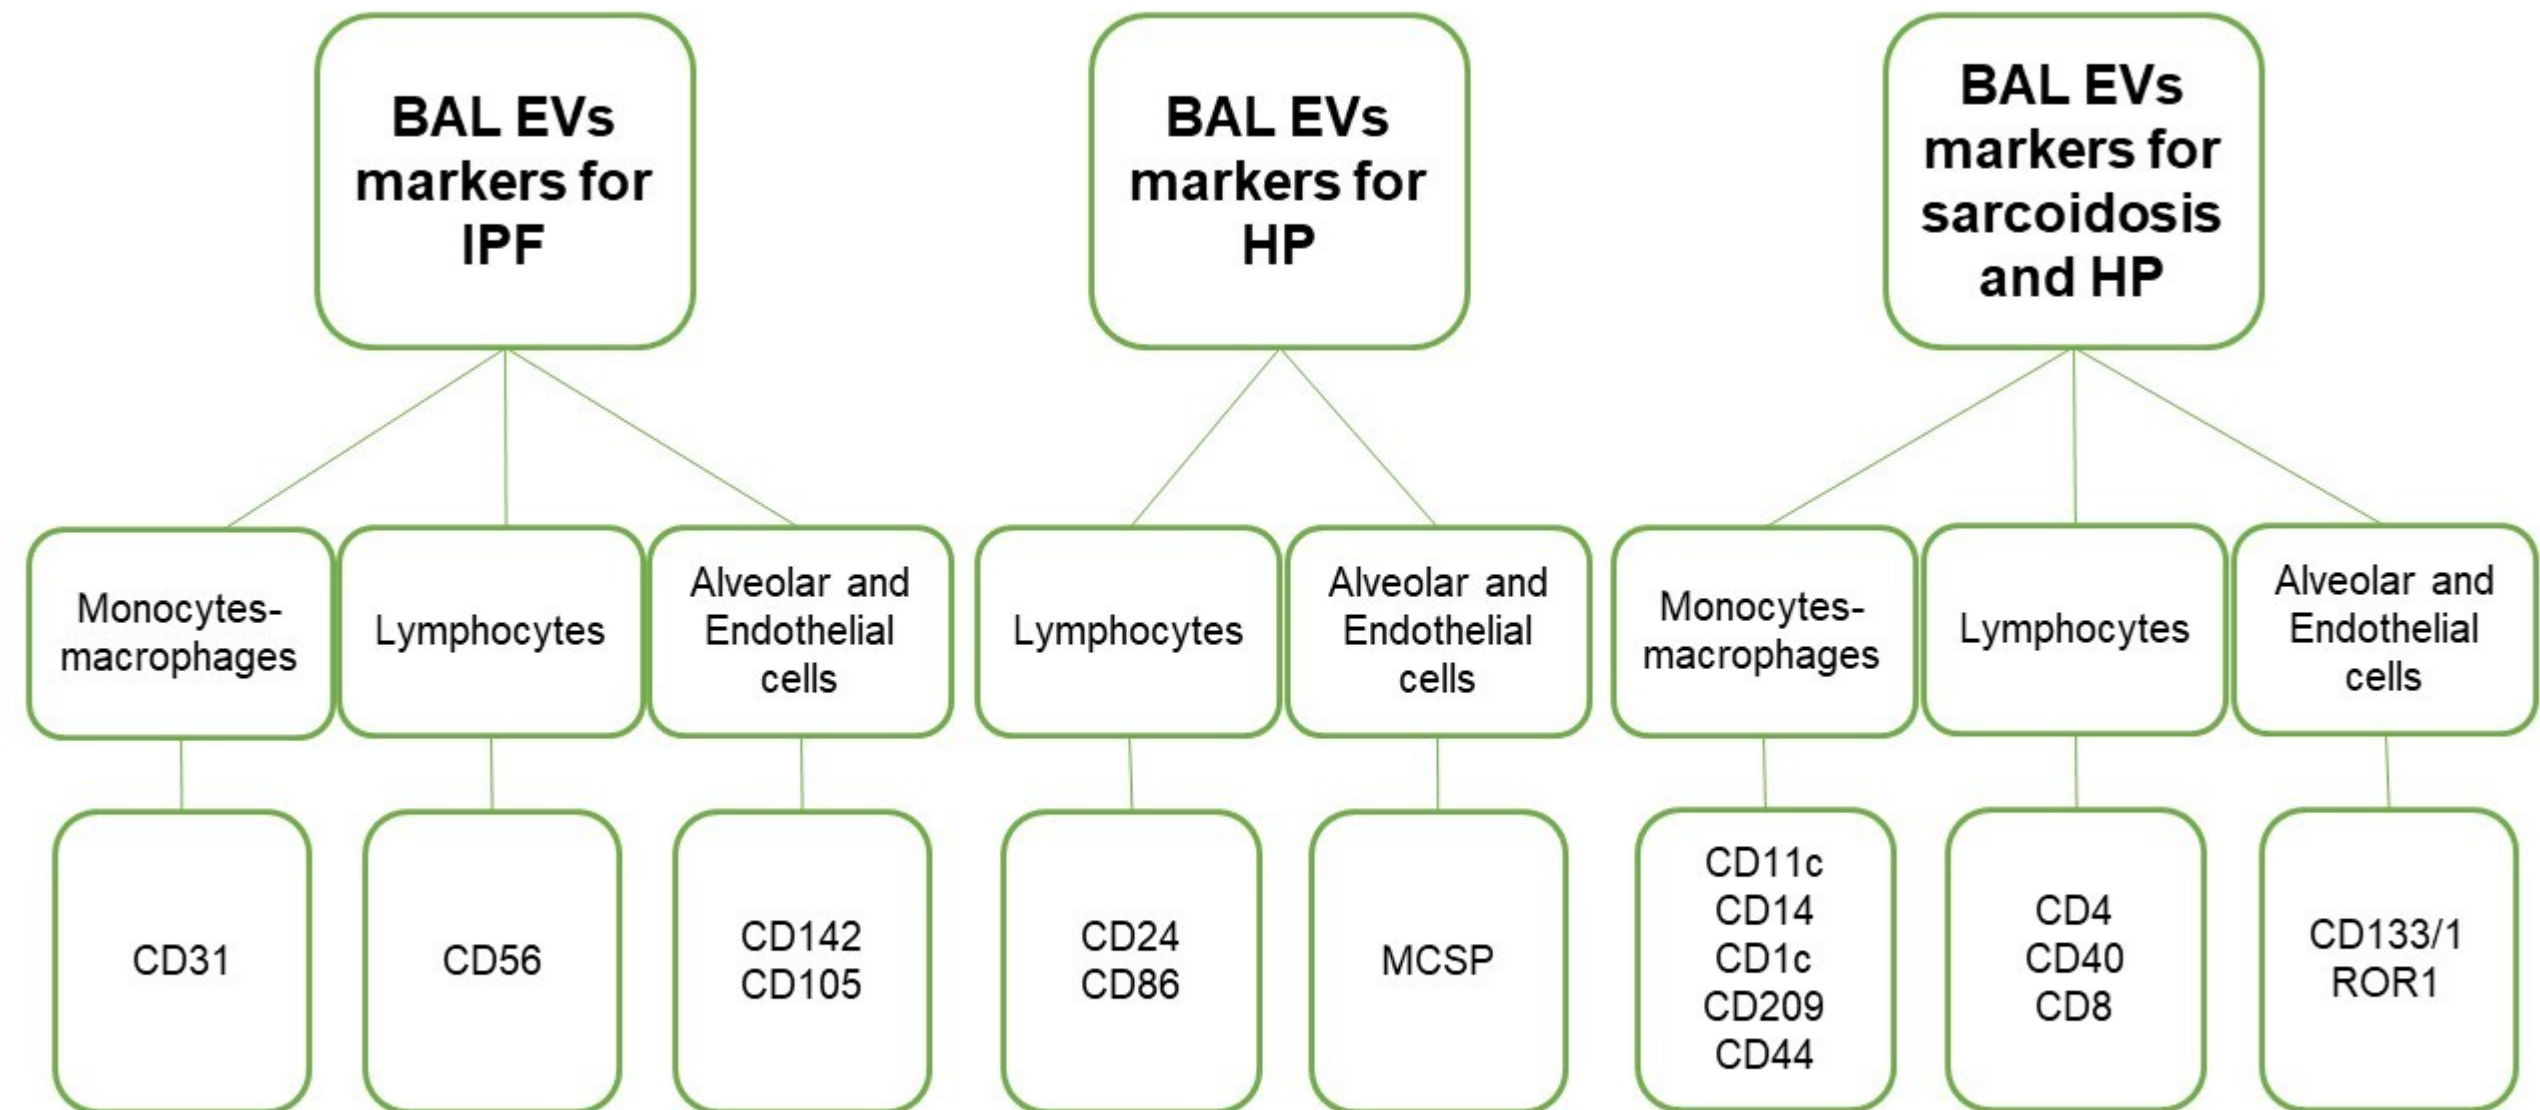 BAL EVs
markers for
IPF
BAL EVs
markers for
HP
BAL EVs
markers for
sarcoidosis
and HP
Monocytes-
macrophages
Lymphocytes
Alveolar and
Endothelial
cells
Lymphocytes
Alveolar and
Endothelial
cells
Monocytes-
macrophages
Lymphocytes
Alveolar and
Endothelial
cells
CD31
CD56
CD142
CD105
CD24
CD86
MCSP
CD11c
CD14
CD1c
CD209
CD44
CD4
CD40
CD8
CD133/1
ROR1